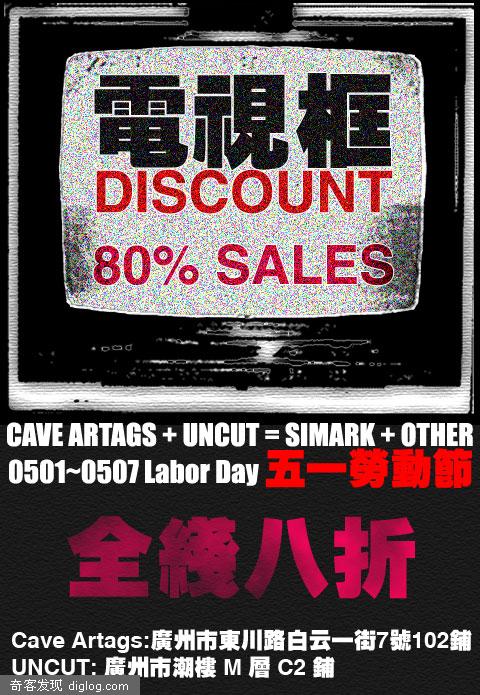 電視框
DISCOUNT
80% SALES
CAVE ARTAGS + UNCUT = SIMARK + OTHER
0501~0507 Labor Day 五一勞動節
全綫八折
Cave Artags:廣州市東川路白云一街7號102鋪
UNCUT: 廣州市潮樓 M 層 C2 鋪
奇客发现 diglog.com